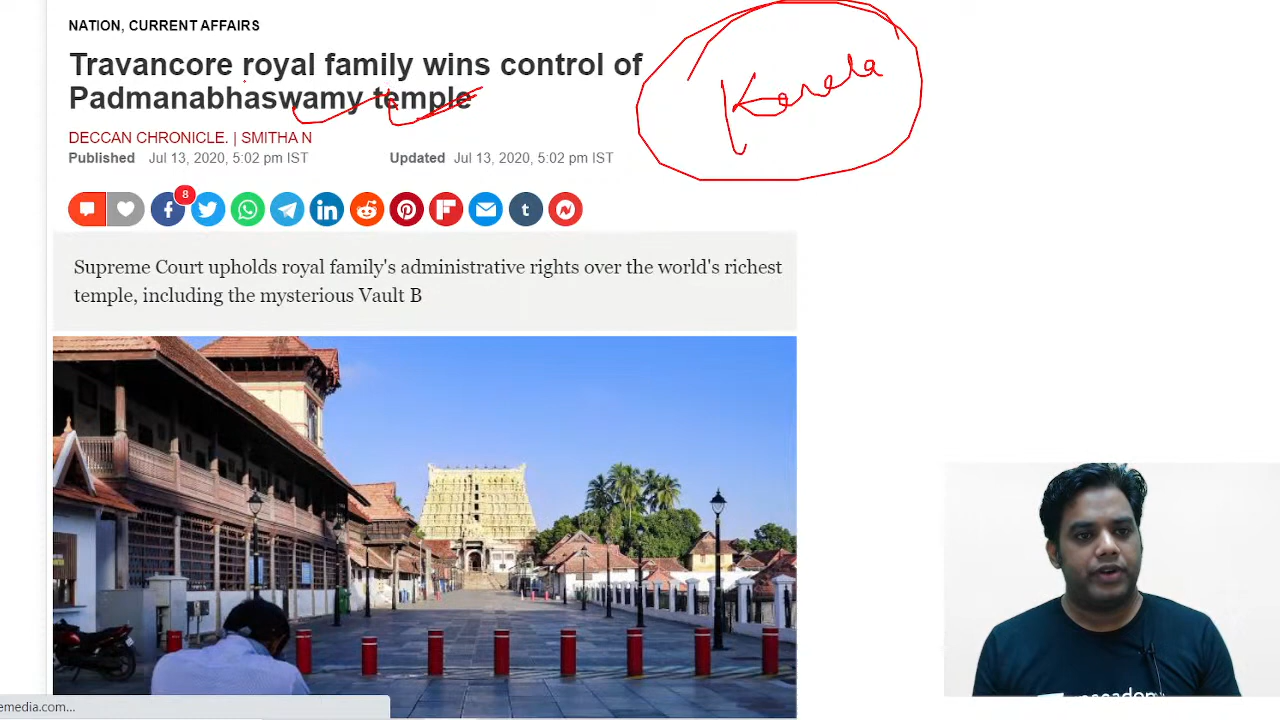 NATION, CURRENT AFFAIRS
Travancore royal family wins control of
Padmanabhaswamy temple
Kerala
DECCAN CHRONICLE. | SMITHA N
Published Jul 13, 2020, 5:02 pm IST Updated Jul 13, 2020, 5:02 pm IST
8
Supreme Court upholds royal family's administrative rights over the world's richest
temple, including the mysterious Vault B
emedia.com...